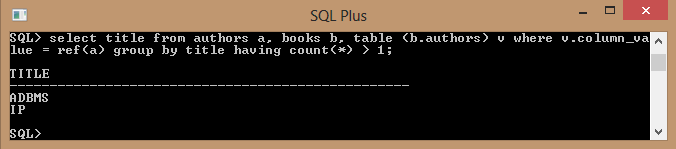 SQL Plus
SQL> select title from authors a, books b, table (b.authors) v where v.column_va
lue = ref(a) group by title having count(*) > 1;
TITLE
--------------------------------------------------
ADBMS
IP
SQL>